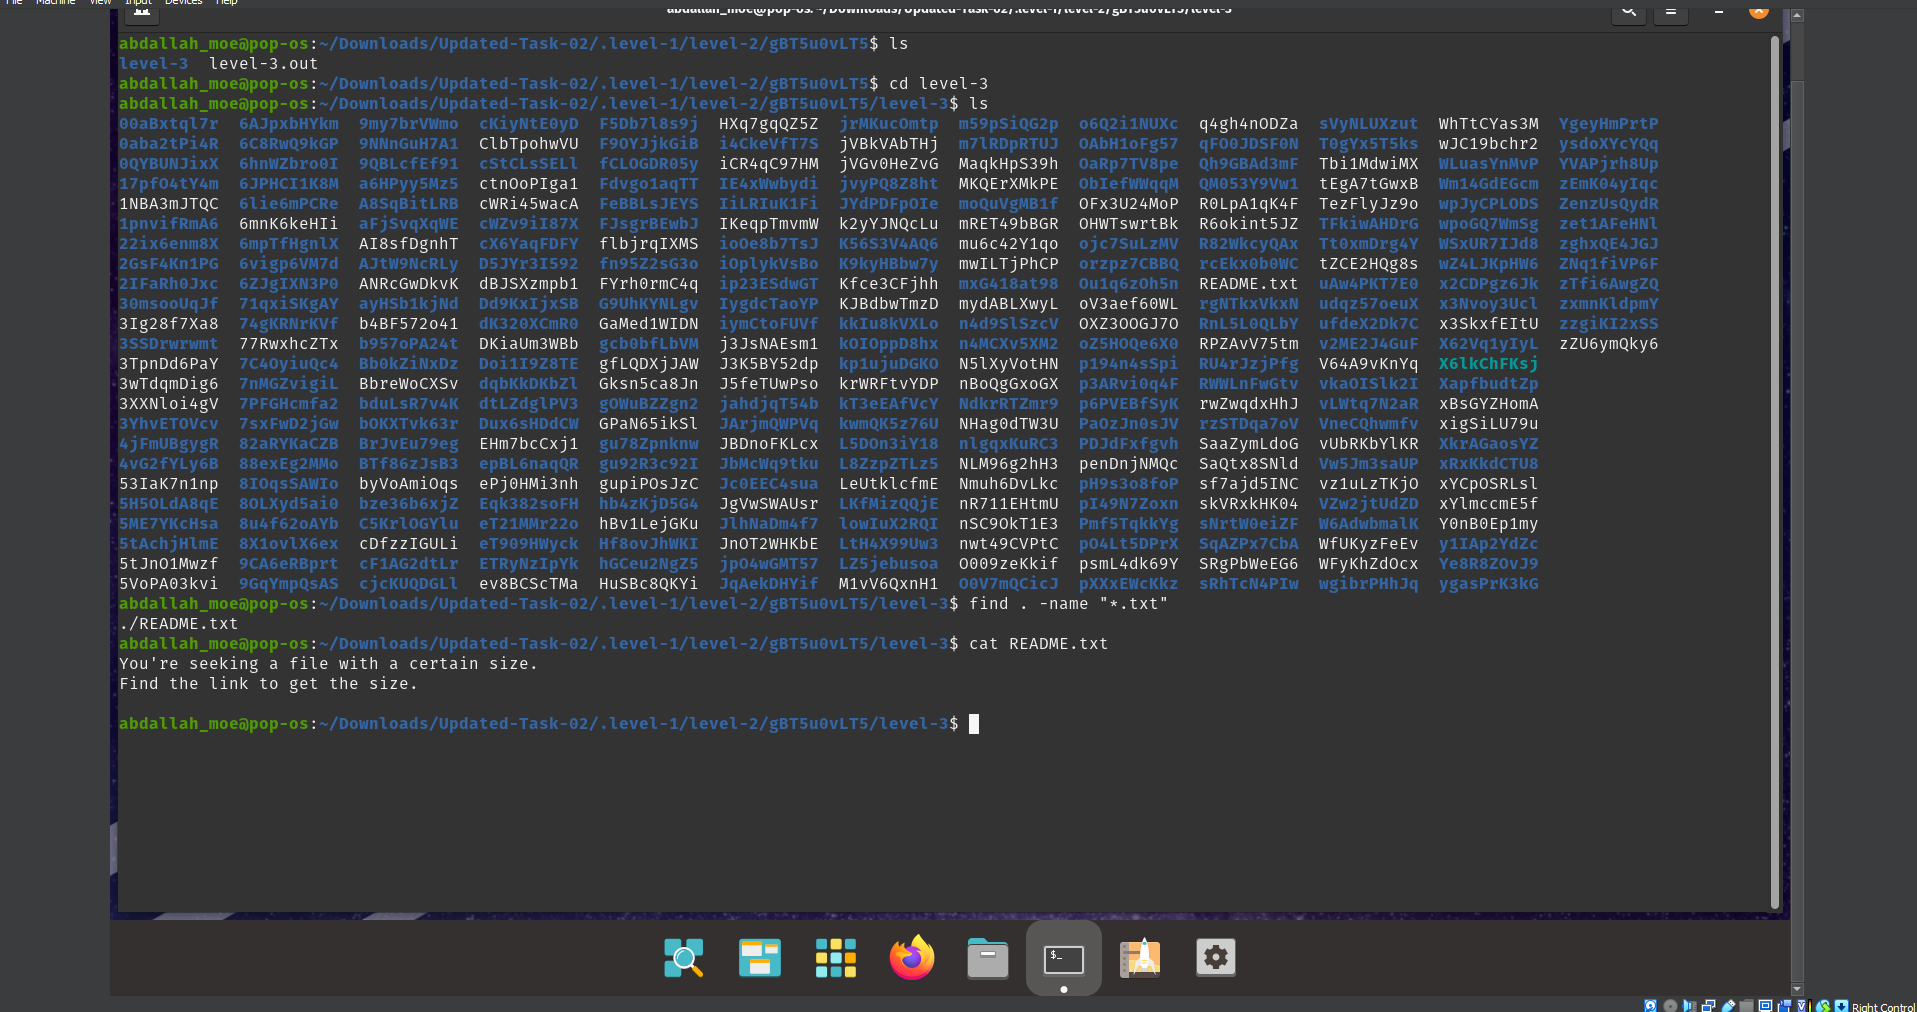 File Machine View Input Devices Help
abdallah_moe@pop-os: ~/Downloads/Updated-Task-02/.level-1/level-2/gBT5u0vLT5/level-3
abdallah_moe@pop-os:~/Downloads/Updated-Task-02/.level-1/level-2/gBT5u0vLT5$ ls
level-3 level-3.out
abdallah_moe@pop-os:~/Downloads/Updated-Task-02/.level-1/level-2/gBT5u0vLT5$ cd level-3
abdallah_moe@pop-os:~/Downloads/Updated-Task-02/.level-1/level-2/gBT5u0vLT5/level-3$ ls
00aBxtql7r 6AJpxbHYkm 9my7brVWmo cKiyNtE0yD F5Db7l8s9j HXq7gqQZ5Z jrMKucOmtp m59pSiQG2p o6Q2i1NUXc q4gh4nODZa sVyNLUXzut WhTtCYas3M YgeyHmPrtP
0aba2tPi4R 6C8RwQ9kGP 9NNnGuH7A1 ClbTpohwVU F9OYJjkGiB i4CkeVfT7S jVBkVAbTHj m7lRDpRTUJ OAbH1oFg57 qFO0JDSF0N T0gYx5T5ks wJC19bchr2 ysdoXYcYQq
0QYBUNJixX 6hnWZbro0I 9QBLcfEf91 cStCLsSELl fCLOGDR05y iCR4qC97HM jVGv0HeZvG MaqkHpS39h OaRp7TV8pe Qh9GBAd3mF Tbi1MdwiMX WLuasYnMvP YVAPjrh8Up
17pfO4tY4m 6JPHCI1K8M a6HPyy5Mz5 ctnOoPIga1 Fdvgo1aqTT IE4xWwbydi jvyPQ8Z8ht MKQErXMkPE ObIefWWqqM QM053Y9Vw1 tEgA7tGwxB Wm14GdEGcm zEmK04yIqc
1NBA3mJTQC 6lie6mPCRe A8SqBitLRB cWRi45wacA FeBBLsJEYS IiLRIuK1Fi JYdPDFpOIe moQuVgMB1f OFx3U24MoP R0LpA1qK4F TezFlyJz9o wpJyCPLODS ZenzUsQydR
1pnvifRmA6 6mnK6keHIi aFjSvqXqWE cWZv9iI87X FJsgrBEwbJ IKeqpTmvmW k2yYJNQcLu mRET49bBGR OHWTswrtBk R6okint5JZ TFkiwAHDrG wpoGQ7WmSg zet1AFeHNl
22ix6enm8X 6mpTfHgnlX AI8sfDgnhT cX6YaqFDFY flbjrqIXMS ioOe8b7TsJ K56S3V4AQ6 mu6c42Y1qo ojc7SuLzMV R82WkcyQAx Tt0xmDrg4Y WSxUR7IJd8 zghxQE4JGJ
2GsF4Kn1PG 6vigp6VM7d AJtW9NcRLy D5JYr3I592 fn95Z2sG3o iOplykVsBo K9kyHBbw7y mwILTjPhCP orzpz7CBBQ rcEkx0b0WC tZCE2HQg8s wZ4LJKpHW6 ZNq1fiVP6F
2IFaRh0Jxc 6ZJgIXN3P0 ANRcGwDkvK dBJSXzmpb1 FYrh0rmC4q ip23ESdwGT Kfce3CFjhh mxG418at98 Ou1q6zOh5n README.txt uAw4PKT7E0 x2CDPgz6Jk zTfi6AwgZQ
30msooUqJf 71qxiSKgAY ayHSb1kjNd Dd9KxIjxSB G9UhKYNLgv IygdcTaoYP KJBdbwTmzD mydABLXwyL oV3aef60WL rgNTkxVkxN udqz57oeuX x3Nvoy3Ucl zxmnKldpmY
3Ig28f7Xa8 74gKRNrKVf b4BF572o41 dK320XCmR0 GaMed1WIDN iymCtoFUVf kkIu8kVXLo n4d9SlSzcV OXZ3OOGJ7O RnL5L0QLbY ufdeX2Dk7C x3SkxfEItU zzgiKI2xSS
3SSDrwrwmt 77RwxhcZTx b957oPA24t DKiaUm3WBb gcb0bfLbVM j3JsNAEsm1 kOIOppD8hx n4MCXv5XM2 oZ5HOQe6X0 RPZAvV75tm v2ME2J4GuF X62Vq1yIyL zZU6ymQky6
3TpnDd6PaY 7C4OyiuQc4 Bb0kZiNxDz Doi1I9Z8TE gfLQDXjJAW J3K5BY52dp kp1ujuDGKO N5lXyVotHN p194n4sSpi RU4rJzjPfg V64A9vKnYq X6lkChFKsj
3wTdqmDig6 7nMGZvigiL BbreWoCXSv dqbKkDKbZl Gksn5ca8Jn J5feTUwPso krWRFtvYDP nBoQgGxoGX p3ARvi0q4F RWWLnFwGtv vkaOISlk2I XapfbudtZp
3XXNloi4gV 7PFGHcmfa2 bduLsR7v4K dtLZdglPV3 gOWuBZZgn2 jahdjqT54b kT3eEAfVcY NdkrRTZmr9 p6PVEBfSyK rwZwqdxHhJ vLWtq7N2aR xBsGYZHomA
3YhvETOVcv 7sxFwD2jGw bOKXTvk63r Dux6sHDdCW GPaN65ikSl JArjmQWPVq kwmQK5z76U NHag0dTW3U PaOzJn0sJV rzSTDqa7oV VneCQhwmfv xigSiLU79u
4jFmUBgygR 82aRYKaCZB BrJvEu79eg EHm7bcCxj1 gu78Zpnknw JBDnoFKLcx L5DOn3iY18 nlgqxKuRC3 PDJdFxfgvh SaaZymLdoG vUbRKbYlKR XkrAGaosYZ
4vG2fYLy6B 88exEg2MMo BTf86zJsB3 epBL6naqQR gu92R3c92I JbMcWq9tku L8ZzpZTLz5 NLM96g2hH3 penDnjNMQc SaQtx8SNld Vw5Jm3saUP xRxKkdCTU8
53IaK7n1np 8IOqsSAWIo byVoAmiOqs ePj0HMi3nh gupiPOsJzC Jc0EEC4sua LeUtklcfmE Nmuh6DvLkc pH9s3o8foP sf7ajd5INC vz1uLzTKjO xYCpOSRLsl
5H5OLdA8qE 8OLXyd5ai0 bze36b6xjZ Eqk382soFH hb4zKjD5G4 JgVwSWAUsr LKfMizQQjE nR711EHtmU pI49N7Zoxn skVRxkHK04 VZw2jtUdZD xYlmccmE5f
5ME7YKcHsa 8u4f62oAYb C5KrlOGYlu eT21MMr22o hBv1LejGKu JlhNaDm4f7 lowIuX2RQI nSC9OkT1E3 Pmf5TqkkYg sNrtW0eiZF W6AdwbmalK Y0nB0Ep1my
5tAchjHlmE 8X1ovlX6ex cDfzzIGULi eT909HWyck Hf8ovJhWKI JnOT2WHKbE LtH4X99Uw3 nwt49CVPtC pO4Lt5DPrX SqAZPx7CbA WfUKyzFeEv y1IAp2YdZc
5tJnO1Mwzf 9CA6eRBprt cF1AG2dtLr ETRyNzIpYk hGCeu2NgZ5 jpO4wGMT57 LZ5jebusoa O009zeKkif psmL4dk69Y SRgPbWeEG6 WFyKhZdOcx Ye8R8ZOvJ9
5VoPA03kvi 9GqYmpQsAS cjcKUQDGLl ev8BCScTMa HuSBc8QKYi JqAekDHYif M1vV6QxnH1 O0V7mQCicJ pXXxEWcKkz sRhTcN4PIw wgibrPHhJq ygasPrK3kG
abdallah_moe@pop-os:~/Downloads/Updated-Task-02/.level-1/level-2/gBT5u0vLT5/level-3$ find . -name "*.txt"
./README.txt
abdallah_moe@pop-os:~/Downloads/Updated-Task-02/.level-1/level-2/gBT5u0vLT5/level-3$ cat README.txt
You're seeking a file with a certain size.
Find the link to get the size.
abdallah_moe@pop-os:~/Downloads/Updated-Task-02/.level-1/level-2/gBT5u0vLT5/level-3$
$_
Right Control